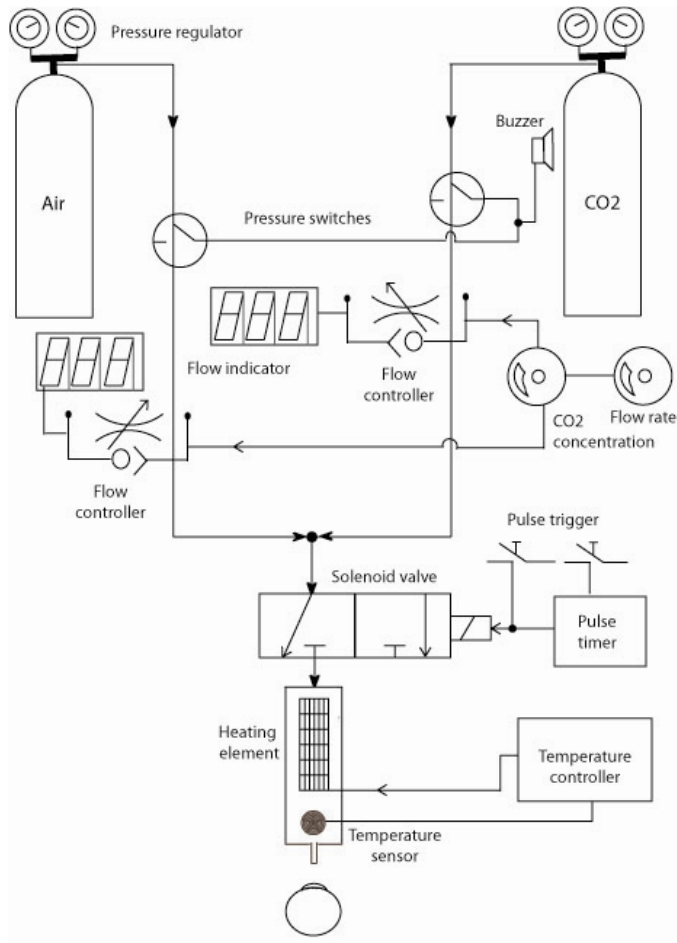 Pressure regulator
Buzzer
Air
CO2
Pressure switches
Flow indicator
Flow
controller
CO2
concentration
Flow rate
Flow
controller
Pulse trigger
Solenoid valve
Pulse
timer
Heating
element
Temperature
controller
Temperature
sensor